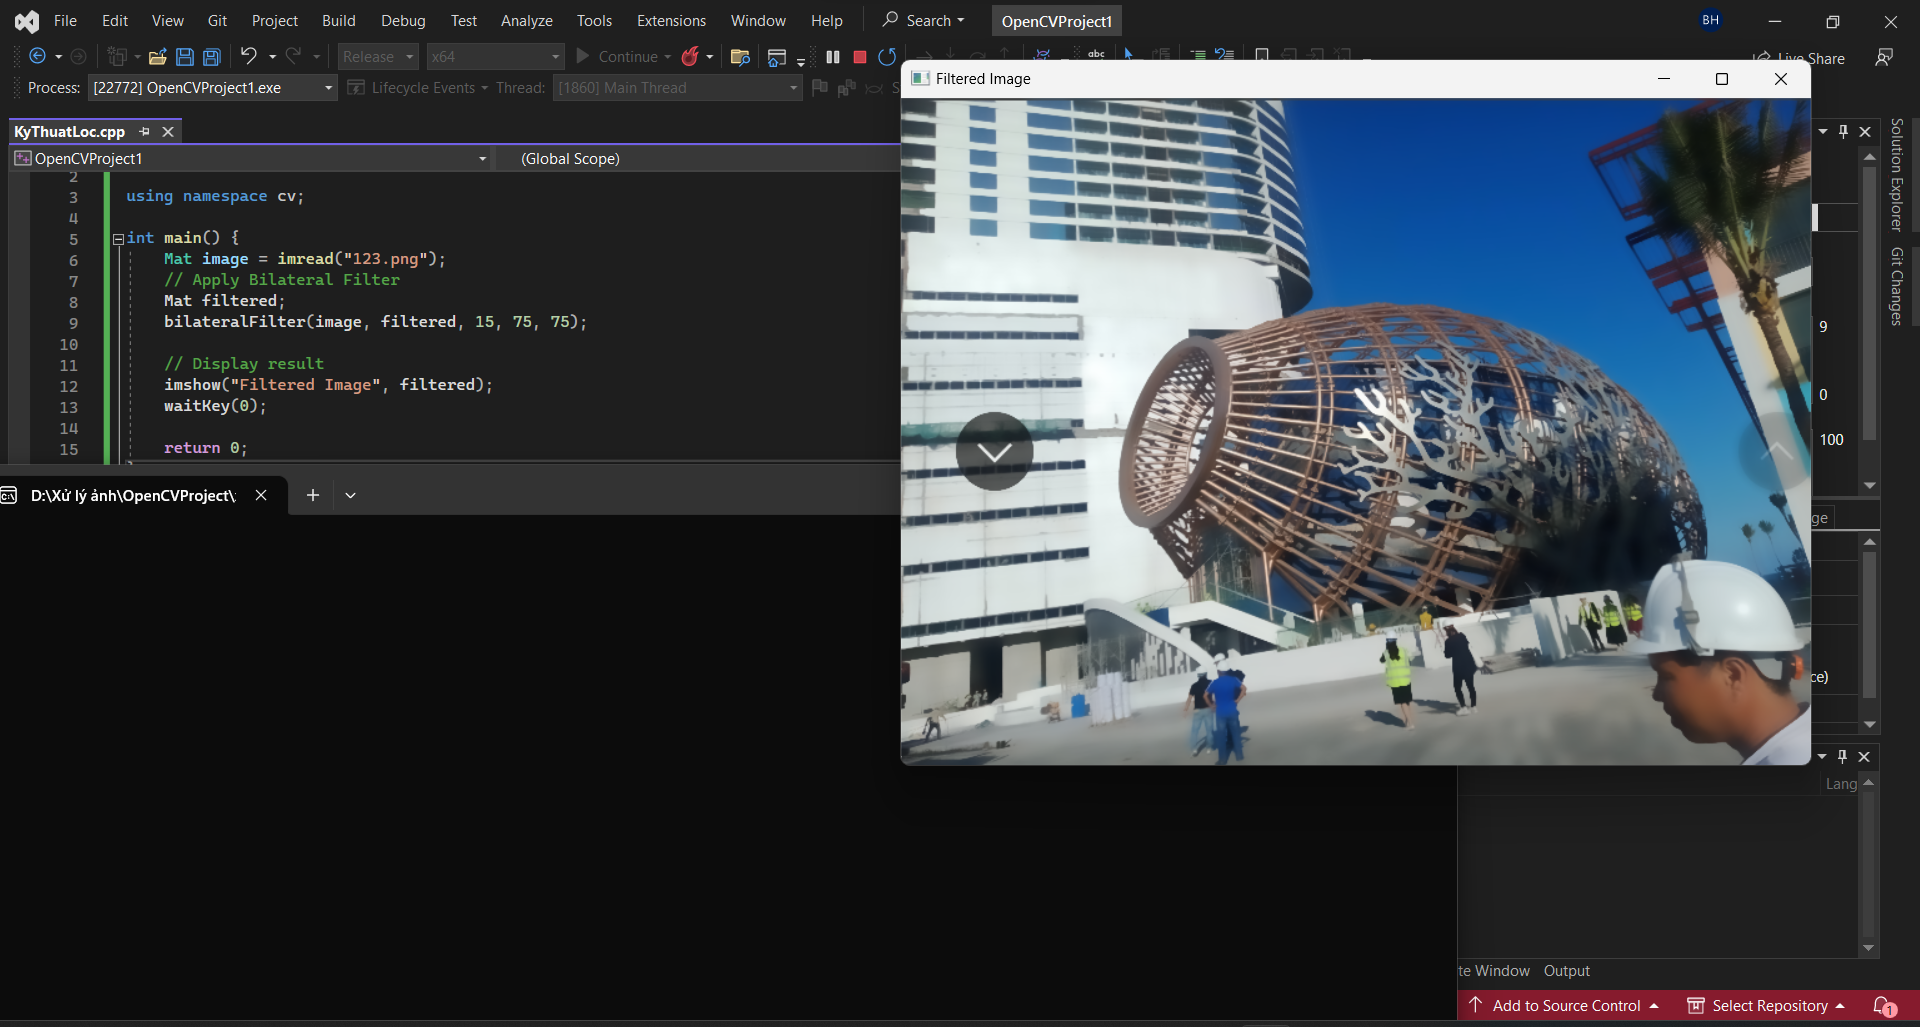 File Edit View Git Project Build Debug Test Analyze Tools Extensions Window Help Search OpenCVProject1 BH
Release x64 Continue abc Live Share
Process: [22772] OpenCVProject1.exe Lifecycle Events Thread: [1860] Main Thread
Filtered Image
KyThuatLoc.cpp
OpenCVProject1 (Global Scope)
2
3 using namespace cv;
4
5 int main() {
6 Mat image = imread("123.png");
7 // Apply Bilateral Filter
8 Mat filtered;
9 bilateralFilter(image, filtered, 15, 75, 75);
10
11 // Display result
12 imshow("Filtered Image", filtered);
13 waitKey(0);
14
15 return 0;
Solution Explorer
Git Changes
9
0
100
ge
ce)
D:\Xử lý ảnh\OpenCVProject\
Lang
te Window Output
Add to Source Control Select Repository 1